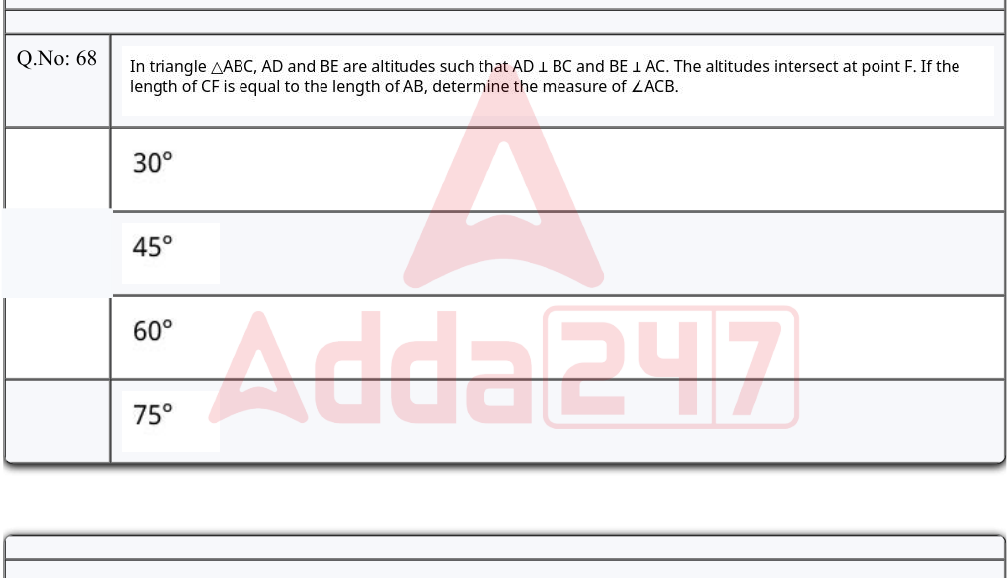 Q.No: 68
In triangle △ABC, AD and BE are altitudes such that AD ⊥ BC and BE ⊥ AC. The altitudes intersect at point F. If the
length of CF is equal to the length of AB, determine the measure of ∠ACB.
30°
45°
60°
75°
Adda247